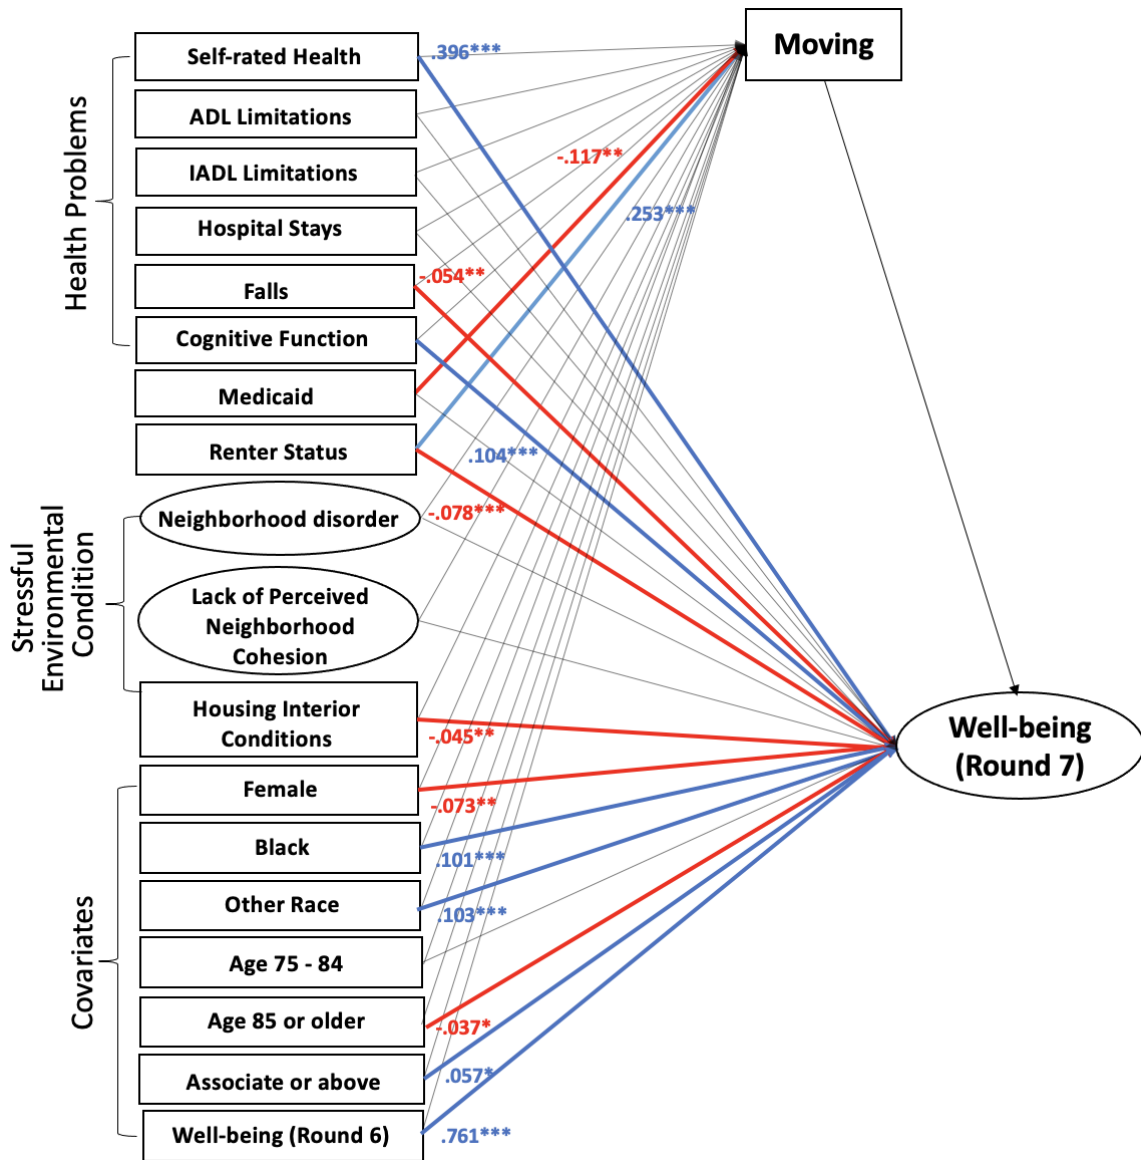 Moving
Self-rated Health
.396***
ADL Limitations
-.117**
IADL Limitations
.253***
Hospital Stays
Health Problems
Falls
-.054**
Cognitive Function
Medicaid
Renter Status
.104***
Neighborhood disorder
-.078***
Stressful
Environmental
Condition
Lack of Perceived
Neighborhood
Cohesion
Housing Interior
Conditions
-.045**
Well-being
(Round 7)
Female
-.073**
Black
.101***
Other Race
.103***
Covariates
Age 75 - 84
Age 85 or older
-.037*
Associate or above
.057*
Well-being (Round 6)
.761***